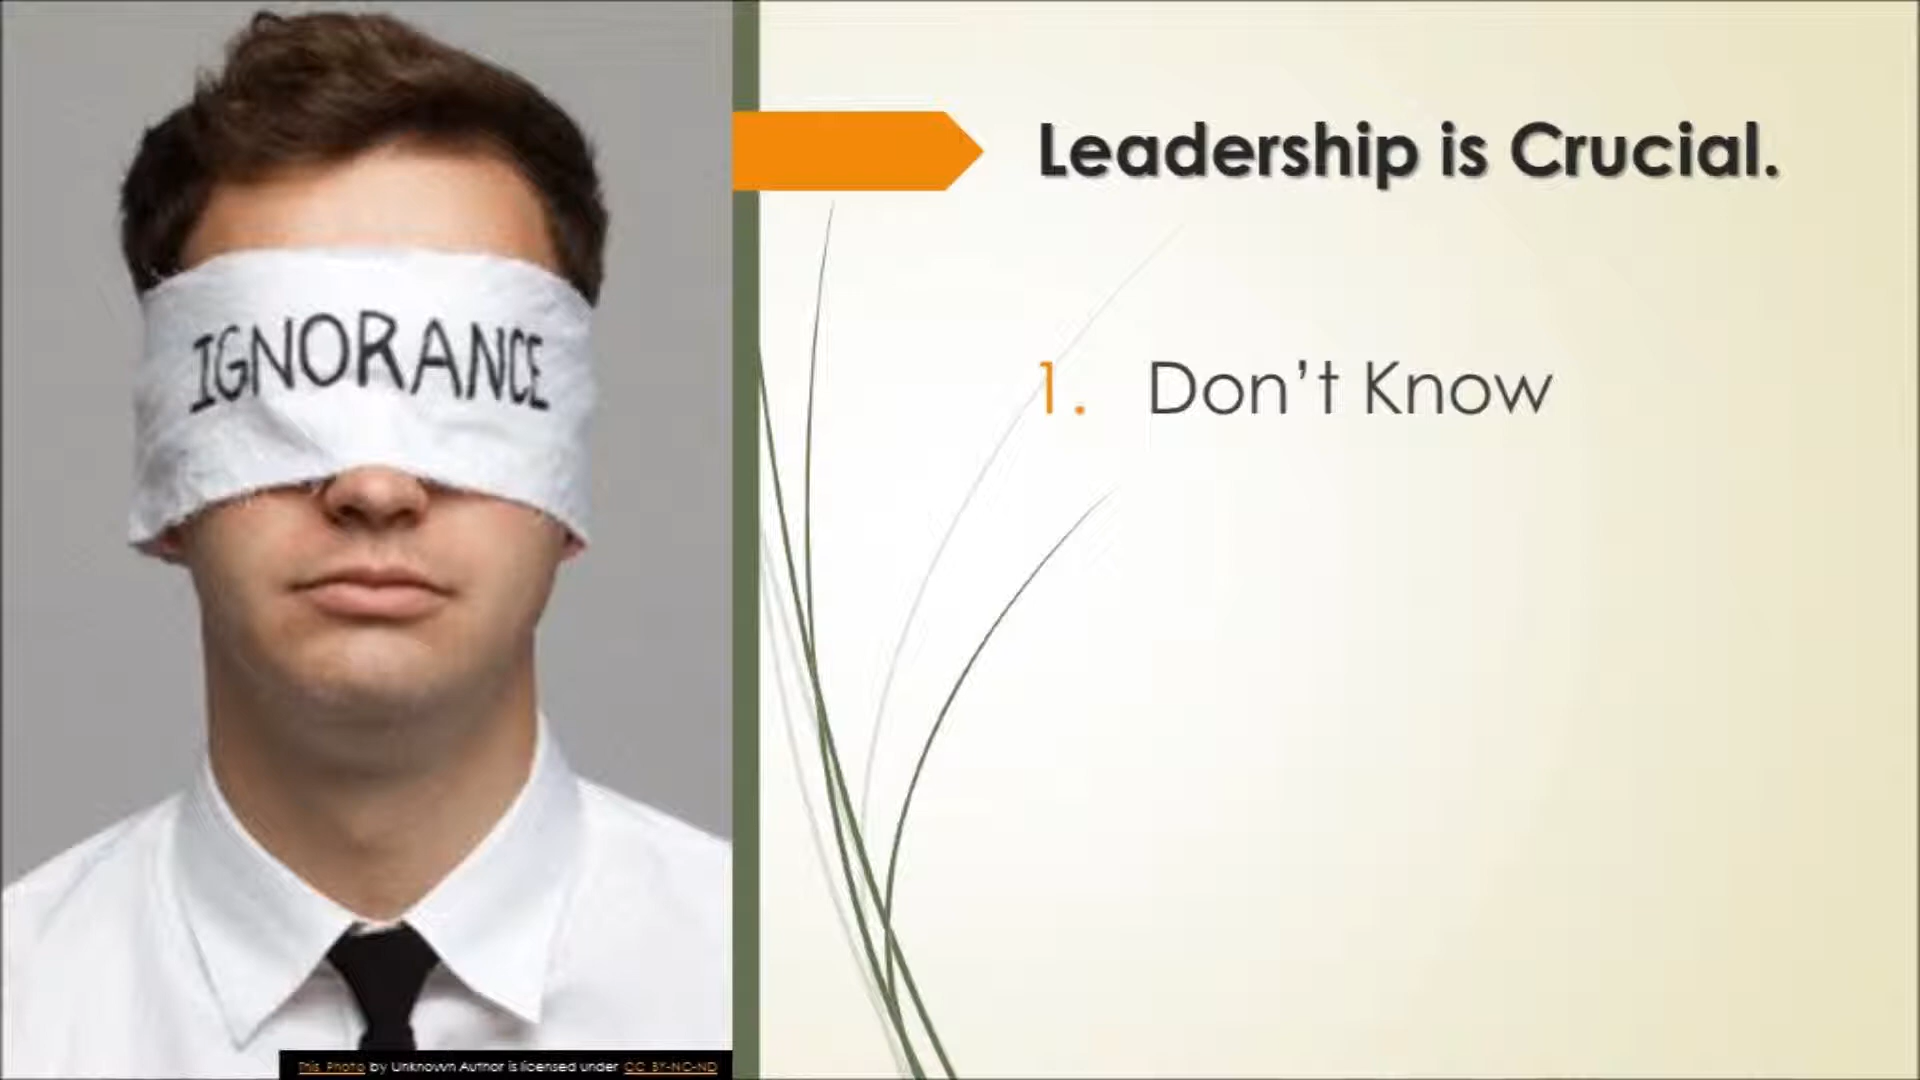 IGNORANCE
Leadership is Crucial.
1. Don’t Know
This Photo by Unknown Author is licensed under CC BY-NC-ND